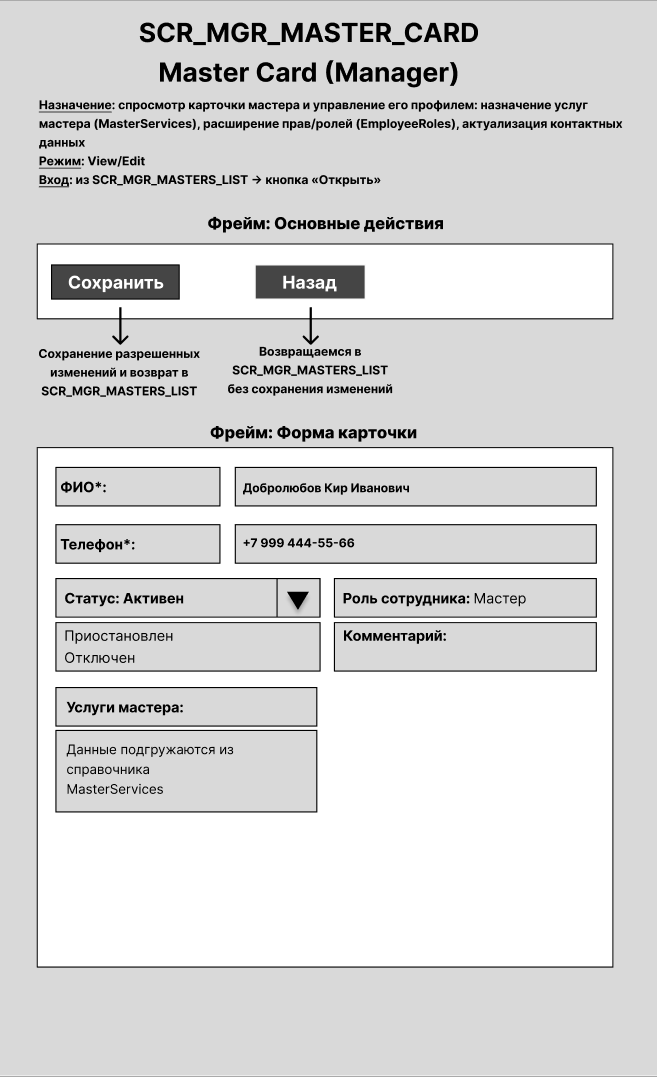 SCR_MGR_MASTER_CARD
Master Card (Manager)
Назначение: спросмотр карточки мастера и управление его профилем: назначение услуг
мастера (MasterServices), расширение прав/ролей (EmployeeRoles), актуализация контактных
данных
Режим: View/Edit
Вход: из SCR_MGR_MASTERS_LIST → кнопка «Открыть»
Фрейм: Основные действия
Сохранить
Назад
Сохранение разрешенных
изменений и возврат в
SCR_MGR_MASTERS_LIST
Возвращаемся в
SCR_MGR_MASTERS_LIST
без сохранения изменений
Фрейм: Форма карточки
ФИО*:
Добролюбов Кир Иванович
Телефон*:
+7 999 444-55-66
Статус: Активен
Роль сотрудника: Мастер
Приостановлен
Отключен
Комментарий:
Услуги мастера:
Данные подгружаются из
справочника
MasterServices